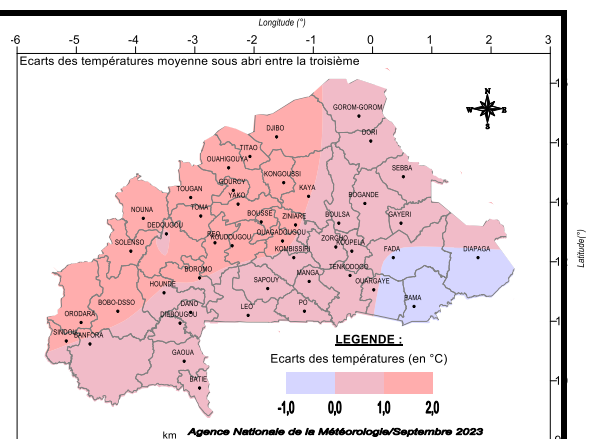 Longitude (°)
-6 -5 -4 -3 -2 -1 0 1 2 3
Ecarts des températures moyenne sous abri entre la troisième
N
W E
S
GOROM-GOROM
DJIBO
DORI
TITAO
OUAHIGOUYA
SEBBA
KONGOUSSI
GOURCY
TOUGAN
KAYA
YAKO
BOGANDE
TOMA
NOUNA
BOUSSE
ZINIARE
BOULSA
GAYERI
DEDOUGOU
REO
KOUDOUGOU
OUAGADOUGOU
ZORGHO
SOLENSO
KOUPELA
KOMBISSIRI
FADA
DIAPAGA
Latitude(°)
BOROMO
TENKODOGO
MANGA
HOUNDE
SAPOUY
OUARGAYE
BOBO-DSSO
DANO
LEO
PO
PAMA
ORODARA
DIEBOUGOU
SINDOU
BANFORA
LEGENDE :
GAOUA
Ecarts des températures (en °C)
BATIE
-1,0 0,0 1,0 2,0
km
Agence Nationale de la Météorologie/Septembre 2023